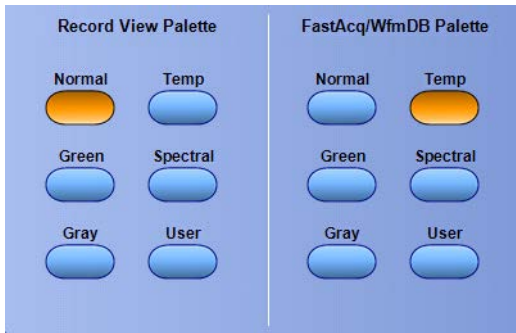 Record View Palette
Normal Temp
Green Spectral
Gray User
FastAcq/WfmDB Palette
Normal Temp
Green Spectral
Gray User